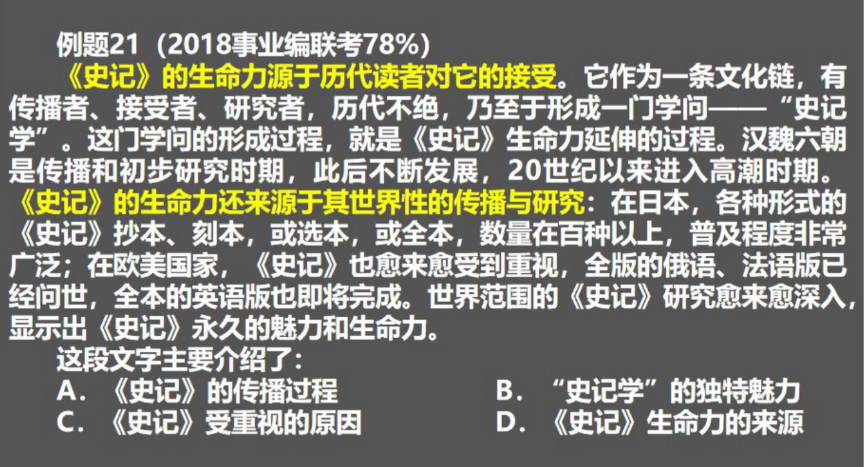 例题21（2018事业编联考78%）
《史记》的生命力源于历代读者对它的接受。它作为一条文化链，有
传播者、接受者、研究者，历代不绝，乃至于形成一门学问——“史记
学”。这门学问的形成过程，就是《史记》生命力延伸的过程。汉魏六朝
是传播和初步研究时期，此后不断发展，20世纪以来进入高潮时期。
《史记》的生命力还来源于其世界性的传播与研究：在日本，各种形式的
《史记》抄本、刻本，或选本，或全本，数量在百种以上，普及程度非常
广泛；在欧美国家，《史记》也愈来愈受到重视，全版的俄语、法语版已
经问世，全本的英语版也即将完成。世界范围的《史记》研究愈来愈深入，
显示出《史记》永久的魅力和生命力。
这段文字主要介绍了：
A．《史记》的传播过程 B．“史记学”的独特魅力
C．《史记》受重视的原因 D．《史记》生命力的来源